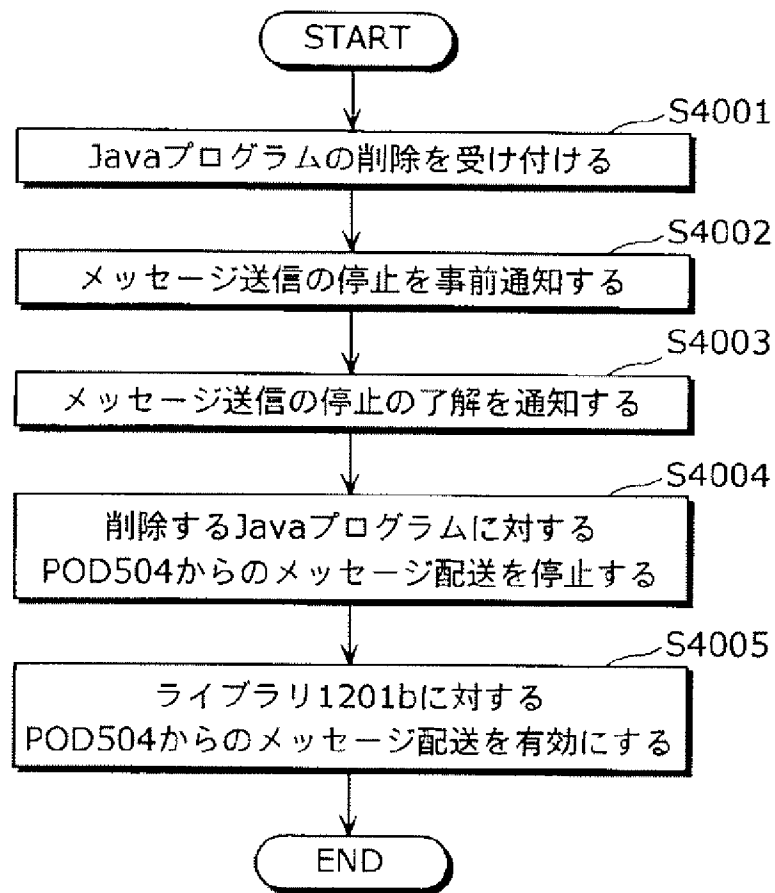 START
S4001
Javaプログラムの削除を受け付ける
S4002
メッセージ送信の停止を事前通知する
S4003
メッセージ送信の停止の了解を通知する
S4004
削除するJavaプログラムに対する
POD504からのメッセージ配送を停止する
S4005
ライブラリ1201bに対する
POD504からのメッセージ配送を有効にする
END